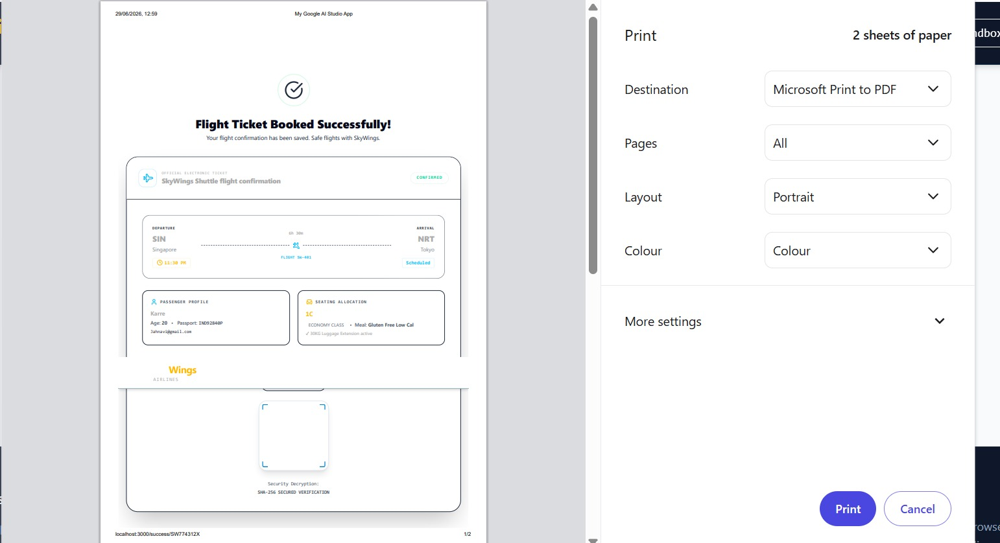 29/06/2026, 12:59
My Google AI Studio App
Flight Ticket Booked Successfully!
Your flight confirmation has been saved. Safe flights with SkyWings.
OFFICIAL ELECTRONIC TICKET
SkyWings Shuttle flight confirmation
CONFIRMED
DEPARTURE
SIN
Singapore
11:30 PM
6h 30m
FLIGHT SW-401
ARRIVAL
NRT
Tokyo
Scheduled
PASSENGER PROFILE
Karre
Age: 20 • Passport: IND92840P
Jahnavi@gmail.com
SEATING ALLOCATION
1C
ECONOMY CLASS • Meal: Gluten Free Low Cal
✓ 30KG Luggage Extension active
Wings
AIRLINES
Security Decryption:
SHA-256 SECURED VERIFICATION
localhost:3000/success/SW774312X
1/2
Print
2 sheets of paper
Destination
Microsoft Print to PDF
Pages
All
Layout
Portrait
Colour
Colour
More settings
Print
Cancel